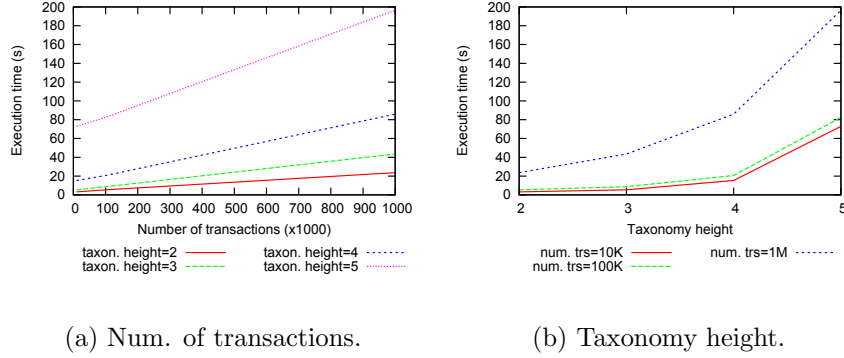 200
180
160
140
120
100
80
60
40
20
0
Execution time (s)
0 100 200 300 400 500 600 700 800 900 1000
Number of transactions (x1000)
taxon. height=2
taxon. height=3
taxon. height=4
taxon. height=5
(a) Num. of transactions.
200
180
160
140
120
100
80
60
40
20
0
Execution time (s)
2 3 4 5
Taxonomy height
num. trs=10K
num. trs=100K
num. trs=1M
(b) Taxonomy height.